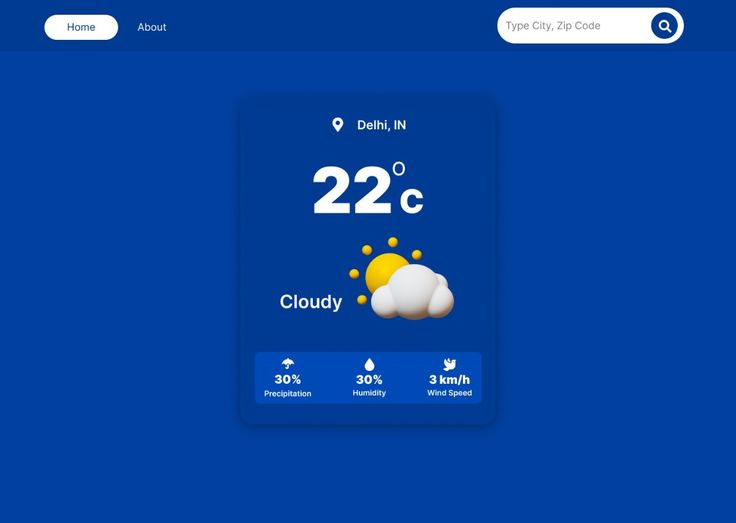 Home
About
Type City, Zip Code
Delhi, IN
22°c
Cloudy
30%
30%
3 km/h
Precipitation
Humidity
Wind Speed